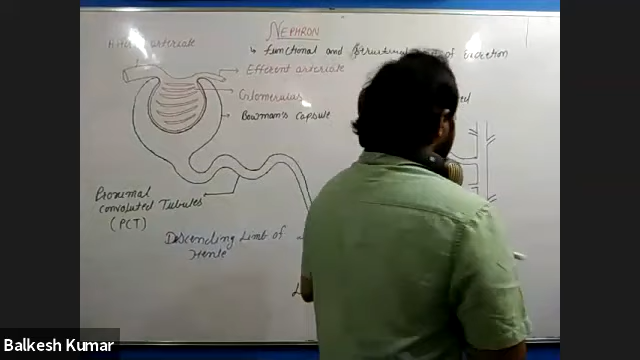 NEPHRON
↳ functional and Structural of excretion
Afferent arteriole
Efferent arteriole
Glomerulus
Bowman's capsule
Proximal
convoluted Tubules
(PCT)
Descending Limb of
Henle
Balkesh Kumar